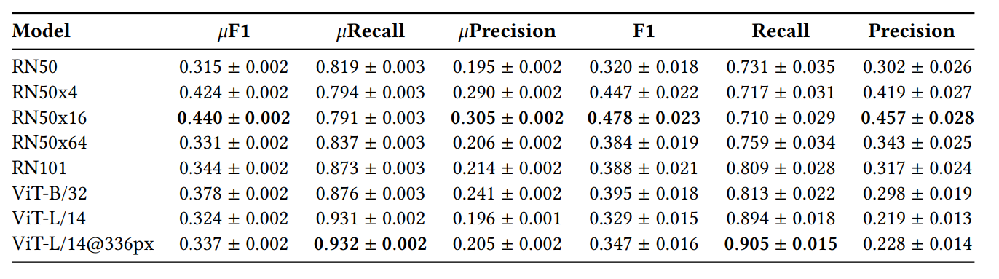 Model μF1 μRecall μPrecision F1 Recall Precision
RN50 0.315 ± 0.002 0.819 ± 0.003 0.195 ± 0.002 0.320 ± 0.018 0.731 ± 0.035 0.302 ± 0.026
RN50x4 0.424 ± 0.002 0.794 ± 0.003 0.290 ± 0.002 0.447 ± 0.022 0.717 ± 0.031 0.419 ± 0.027
RN50x16 0.440 ± 0.002 0.791 ± 0.003 0.305 ± 0.002 0.478 ± 0.023 0.710 ± 0.029 0.457 ± 0.028
RN50x64 0.331 ± 0.002 0.837 ± 0.003 0.206 ± 0.002 0.384 ± 0.019 0.759 ± 0.034 0.343 ± 0.025
RN101 0.344 ± 0.002 0.873 ± 0.003 0.214 ± 0.002 0.388 ± 0.021 0.809 ± 0.028 0.317 ± 0.024
ViT-B/32 0.378 ± 0.002 0.876 ± 0.003 0.241 ± 0.002 0.395 ± 0.018 0.813 ± 0.022 0.298 ± 0.019
ViT-L/14 0.324 ± 0.002 0.931 ± 0.002 0.196 ± 0.001 0.329 ± 0.015 0.894 ± 0.018 0.219 ± 0.013
ViT-L/14@336px 0.337 ± 0.002 0.932 ± 0.002 0.205 ± 0.002 0.347 ± 0.016 0.905 ± 0.015 0.228 ± 0.014